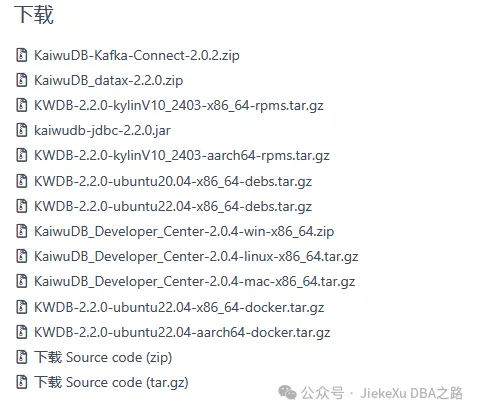 下载
KaiwuDB-Kafka-Connect-2.0.2.zip
KaiwuDB_datax-2.2.0.zip
KWDB-2.2.0-kylinV10_2403-x86_64-rpms.tar.gz
kaiwudb-jdbc-2.2.0.jar
KWDB-2.2.0-kylinV10_2403-aarch64-rpms.tar.gz
KWDB-2.2.0-ubuntu20.04-x86_64-debs.tar.gz
KWDB-2.2.0-ubuntu22.04-x86_64-debs.tar.gz
KaiwuDB_Developer_Center-2.0.4-win-x86_64.zip
KaiwuDB_Developer_Center-2.0.4-linux-x86_64.tar.gz
KaiwuDB_Developer_Center-2.0.4-mac-x86_64.tar.gz
KWDB-2.2.0-ubuntu22.04-x86_64-docker.tar.gz
KWDB-2.2.0-ubuntu22.04-aarch64-docker.tar.gz
下载 Source code (zip)
下载 Source code (tar.gz)
公众号 · JiekeXu DBA之路